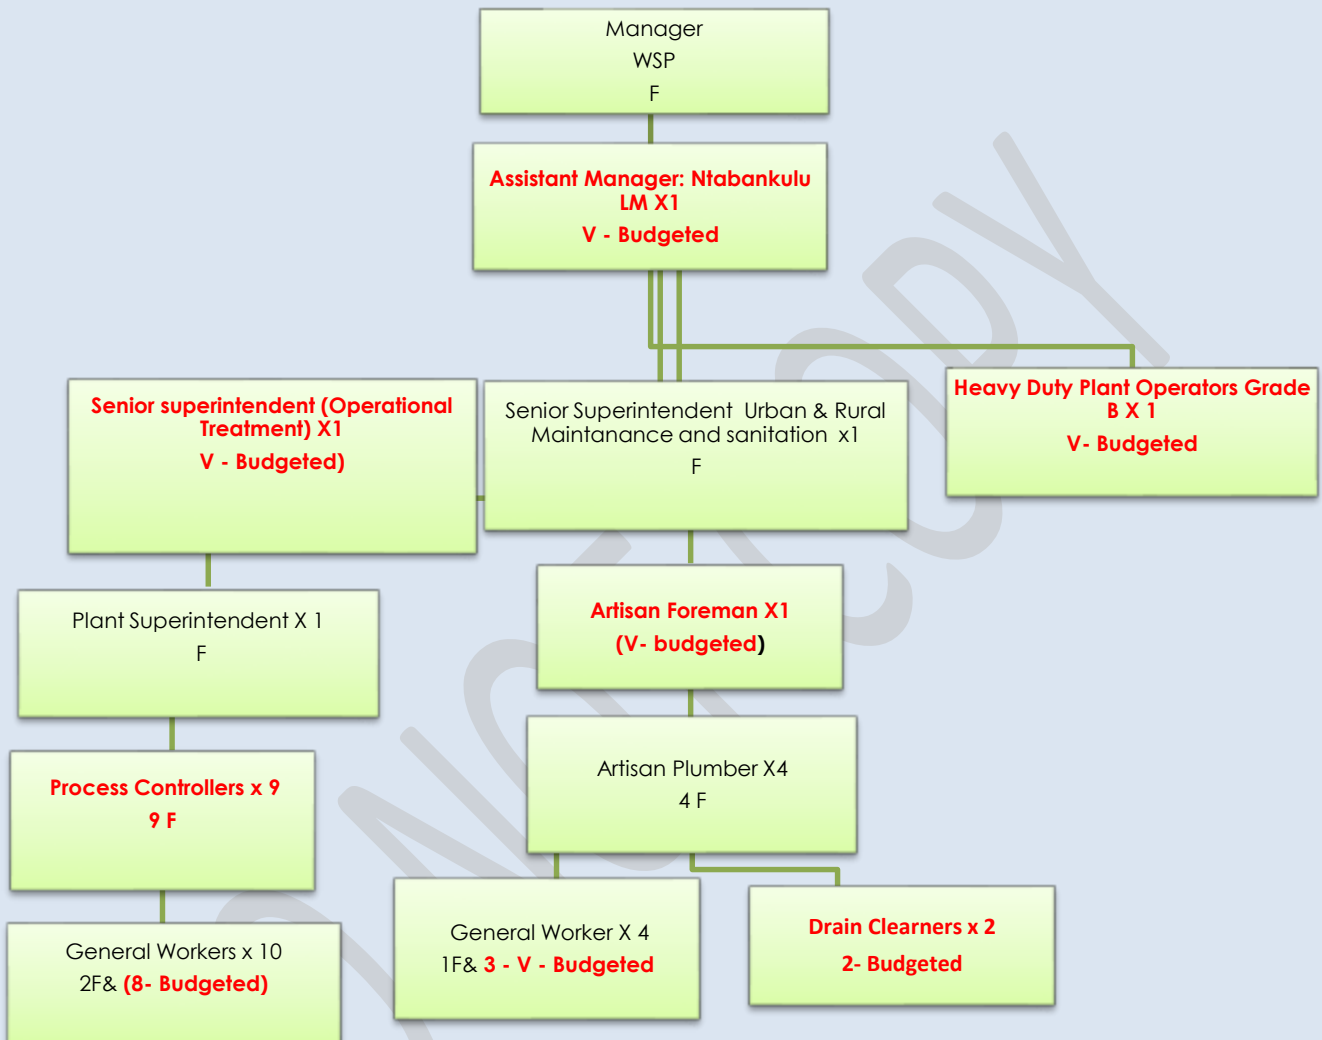 Manager
WSP
F
Assistant Manager: Ntabankulu
LM X1
V - Budgeted
Senior superintendent (Operational
Treatment) X1
V - Budgeted)
Senior Superintendent Urban & Rural
Maintanance and sanitation x1
F
Heavy Duty Plant Operators Grade
B X 1
V- Budgeted
Plant Superintendent X 1
F
Artisan Foreman X1
(V- budgeted)
Process Controllers x 9
9 F
Artisan Plumber X4
4 F
General Workers x 10
2F& (8- Budgeted)
General Worker X 4
1F& 3 - V - Budgeted
Drain Clearners x 2
2- Budgeted
NOT COPY